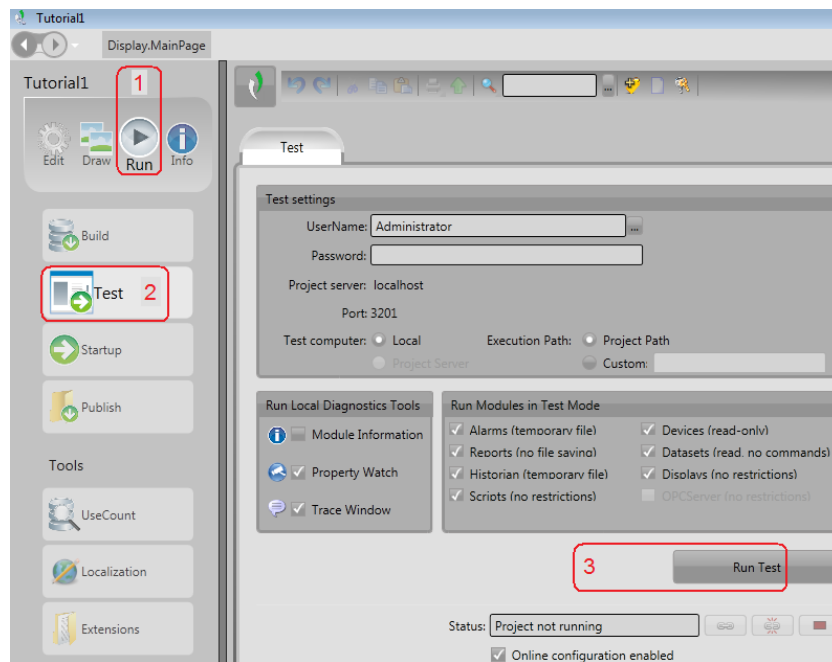 Tutorial1
Display.MainPage
Tutorial1
1
Edit Draw Run Info
Test
Test settings
UserName: Administrator ...
Password:
Project server: localhost
Port: 3201
Test computer: Local Execution Path: Project Path
Project Server Custom:
Build
Test 2
Startup
Publish
Run Local Diagnostics Tools
Module Information
Property Watch
Trace Window
Run Modules in Test Mode
Alarms (temporary file) Devices (read-only)
Reports (no file saving) Datasets (read, no commands)
Historian (temporary file) Displays (no restrictions)
Scripts (no restrictions) OPCServer (no restrictions)
Tools
UseCount
Localization
Extensions
3 Run Test
Status: Project not running
Online configuration enabled